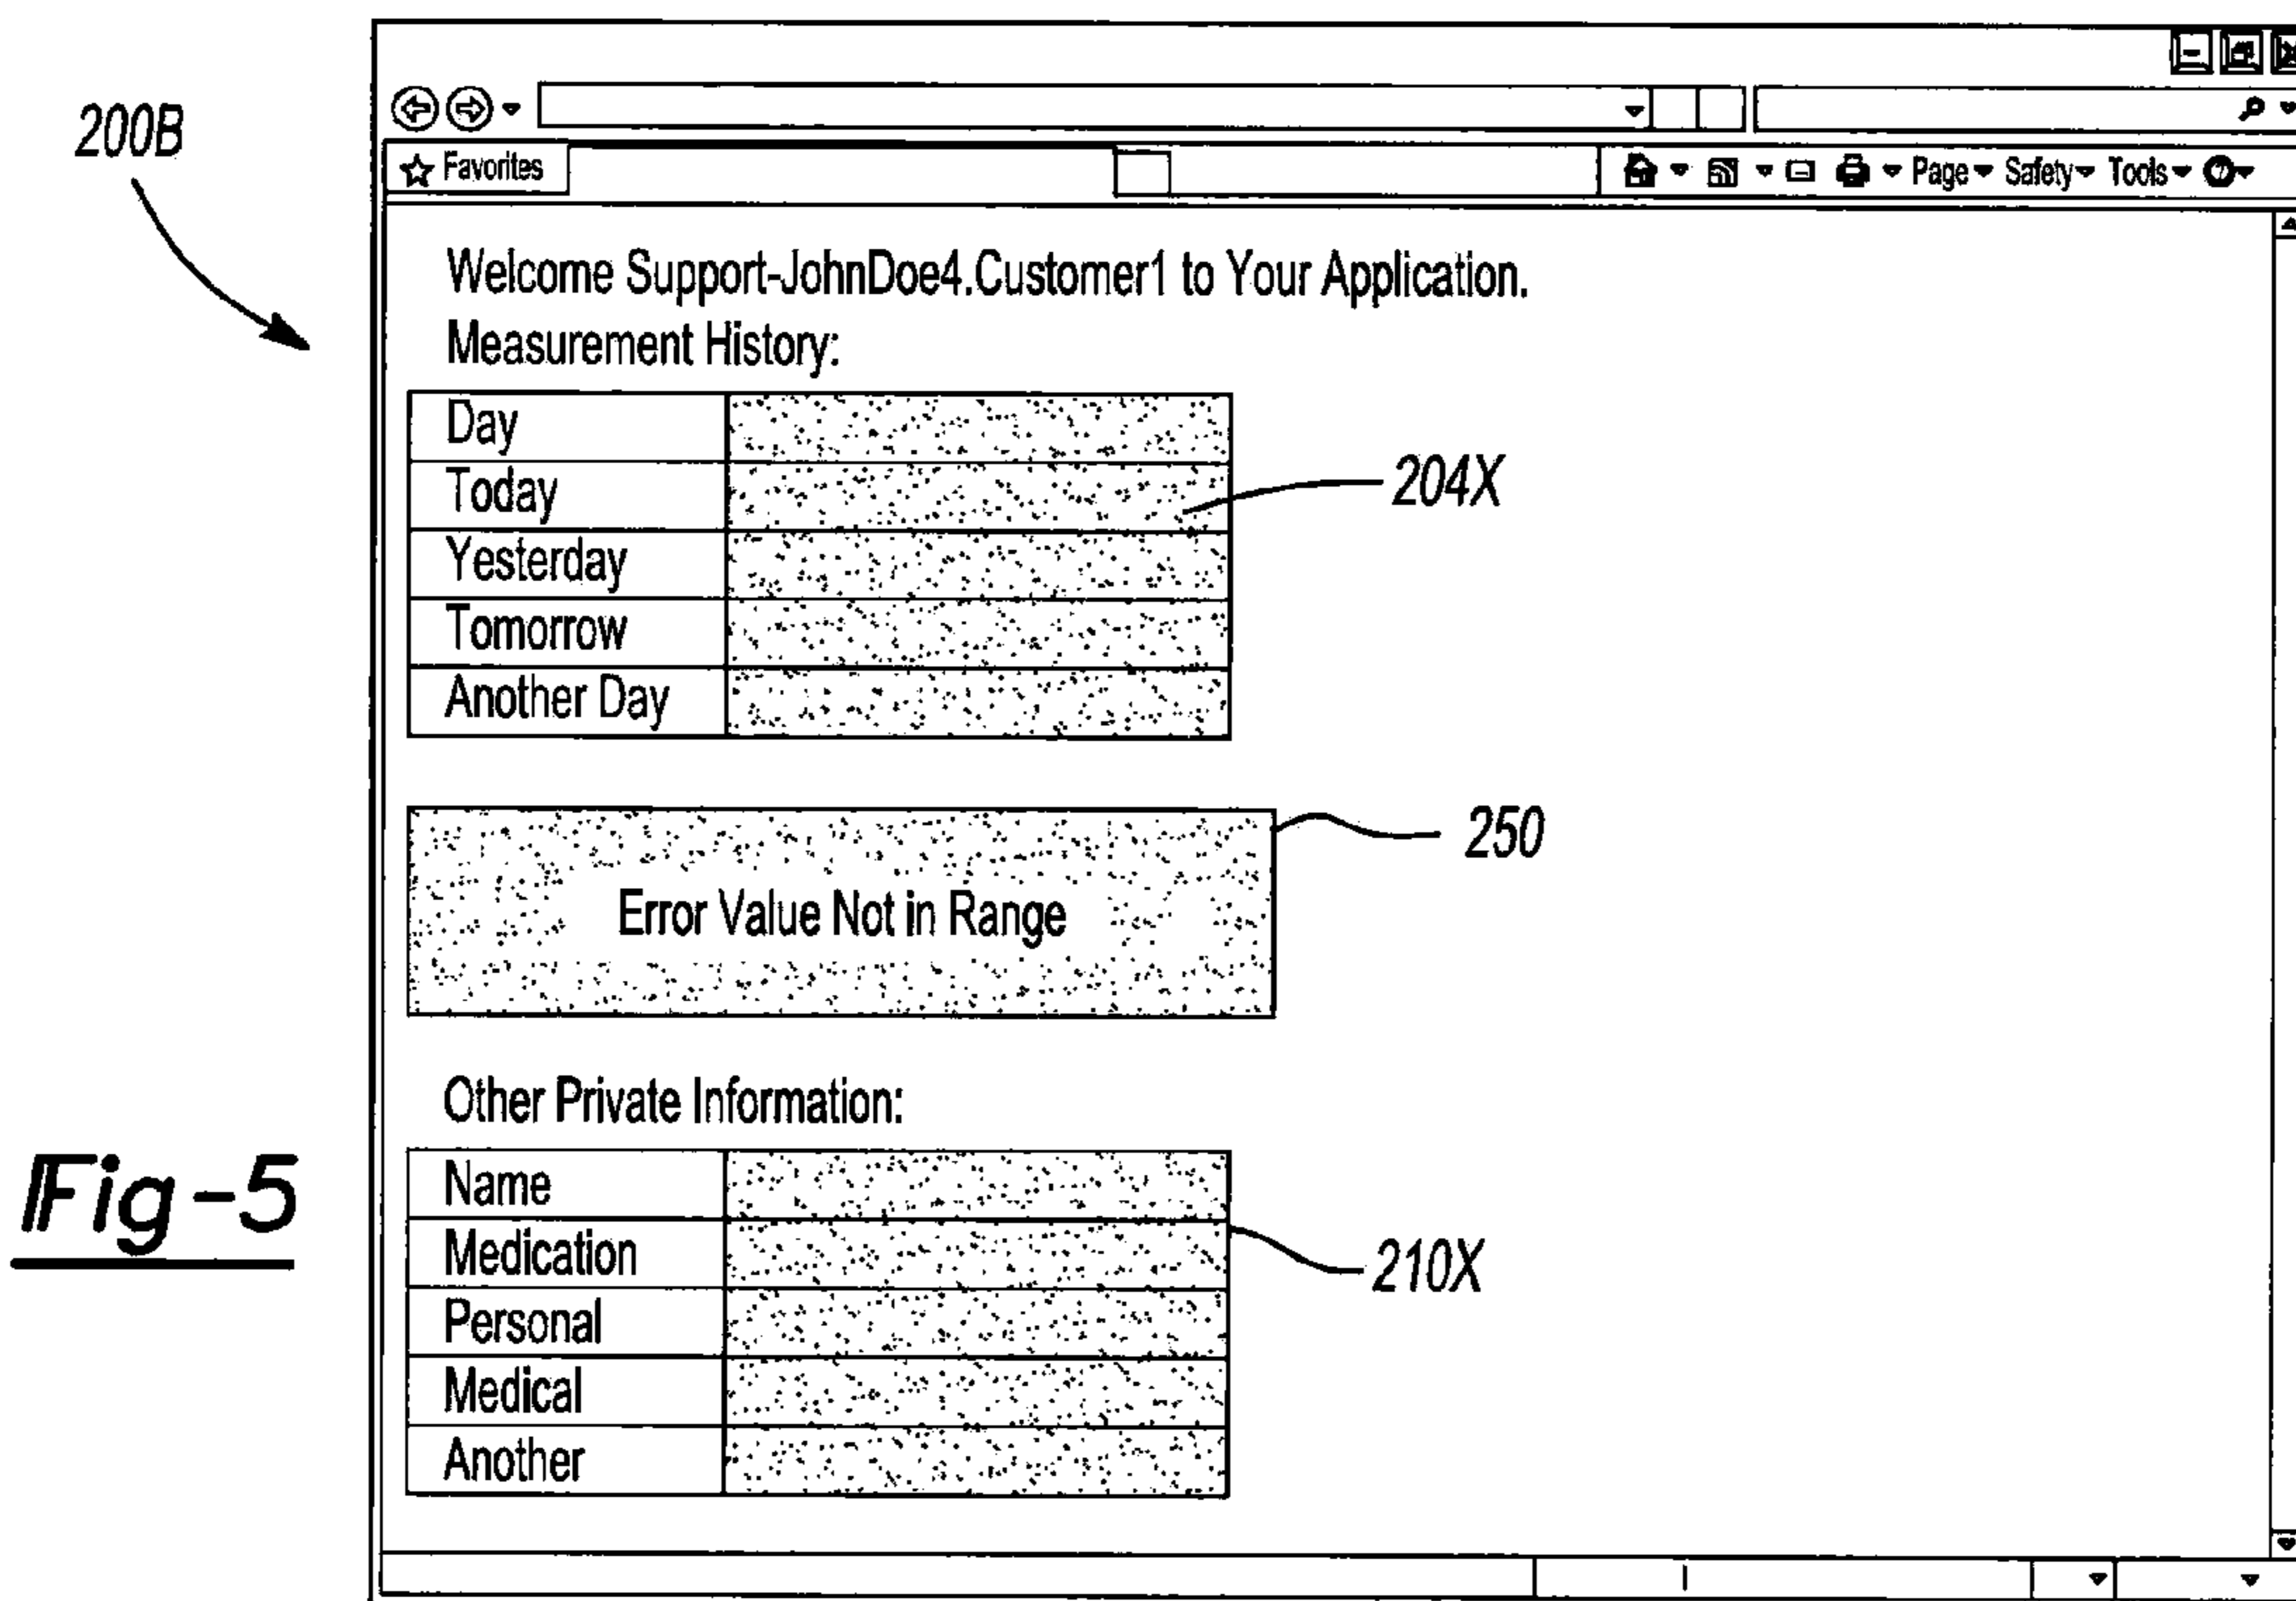 200B
Favorites
Page Safety Tools ?
Welcome Support-JohnDoe4.Customer1 to Your Application.
Measurement History:
Day
Today
204X
Yesterday
Tomorrow
Another Day
250
Error Value Not in Range
Other Private Information:
Name
Medication
210X
Personal
Medical
Another
Fig-5